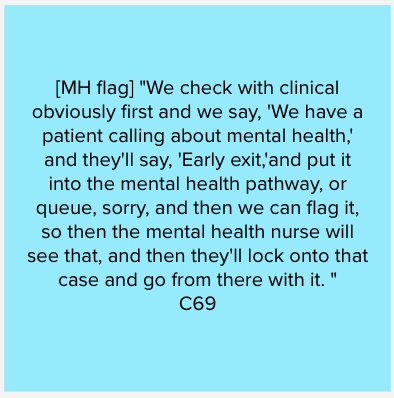 [MH flag] "We check with clinical
obviously first and we say, 'We have a
patient calling about mental health,'
and they'll say, 'Early exit,'and put it
into the mental health pathway, or
queue, sorry, and then we can flag it,
so then the mental health nurse will
see that, and then they'll lock onto that
case and go from there with it. "
C69